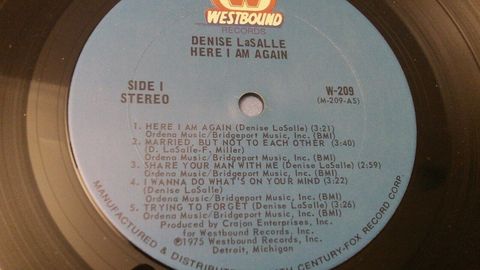 WESTBOUND
RECORDS
DENISE LaSALLE
HERE I AM AGAIN
SIDE I
STEREO
W-209
(M-209-AS)
1. HERE I AM AGAIN (Denise LaSalle) (3:21)
Ordena Music/Bridgeport Music, Inc. (BMI)
2. MARRIED, BUT NOT TO EACH OTHER (3:40)
(D. LaSalle-F. Miller)
Ordena Music/Bridgeport Music, Inc. (BMI)
3. SHARE YOUR MAN WITH ME (Denise LaSalle) (2:59)
Ordena Music/Bridgeport Music, Inc. (BMI)
4. I WANNA DO WHAT'S ON YOUR MIND (3:22)
(Denise LaSalle)
Ordena Music/Bridgeport Music, Inc. (BMI)
5. TRYING TO FORGET (Denise LaSalle) (3:26)
Ordena Music/Bridgeport Music, Inc. (BMI)
Produced by Crajon Enterprises, Inc.
for Westbound Records, Inc.
©1975 Westbound Records, Inc.
Detroit, Michigan
MANUFACTURED & DISTRIBUTED CENTURY-FOX RECORD CORP.